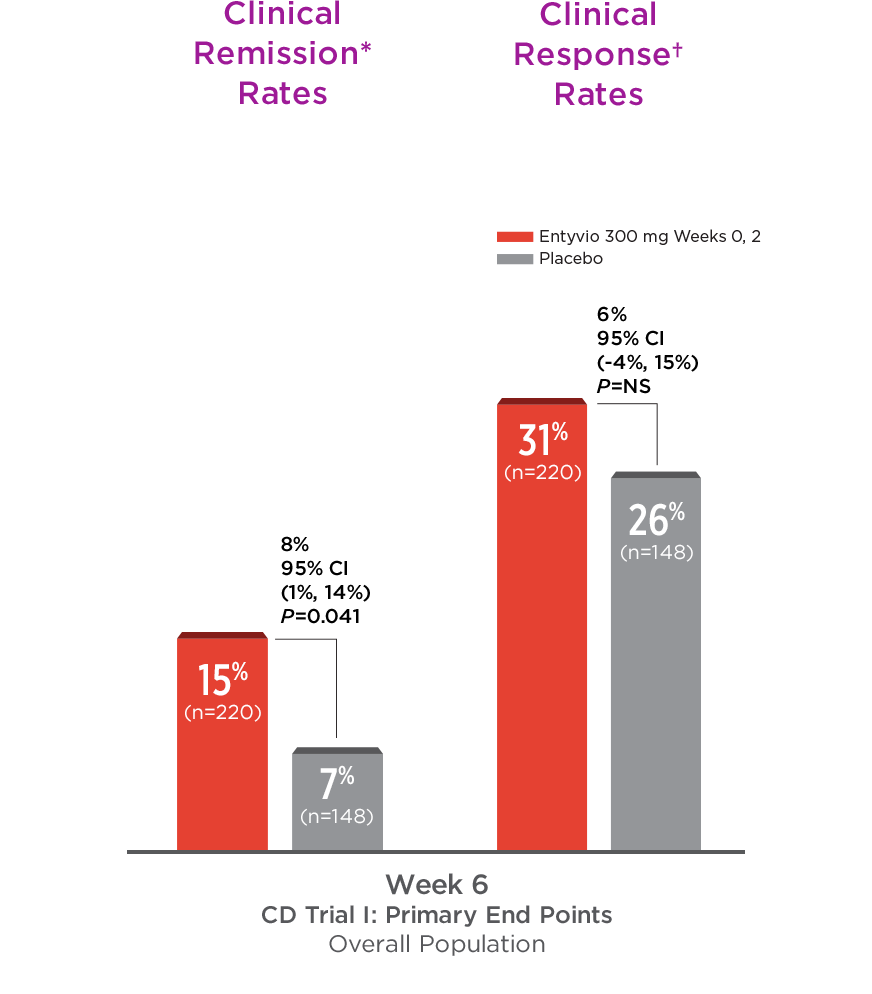 Clinical
Remission*
Rates
Clinical
Response†
Rates
Entyvio 300 mg Weeks 0, 2
Placebo
6%
95% CI
(-4%, 15%)
P=NS
31%
(n=220)
26%
(n=148)
8%
95% CI
(1%, 14%)
P=0.041
15%
(n=220)
7%
(n=148)
Week 6
CD Trial I: Primary End Points
Overall Population